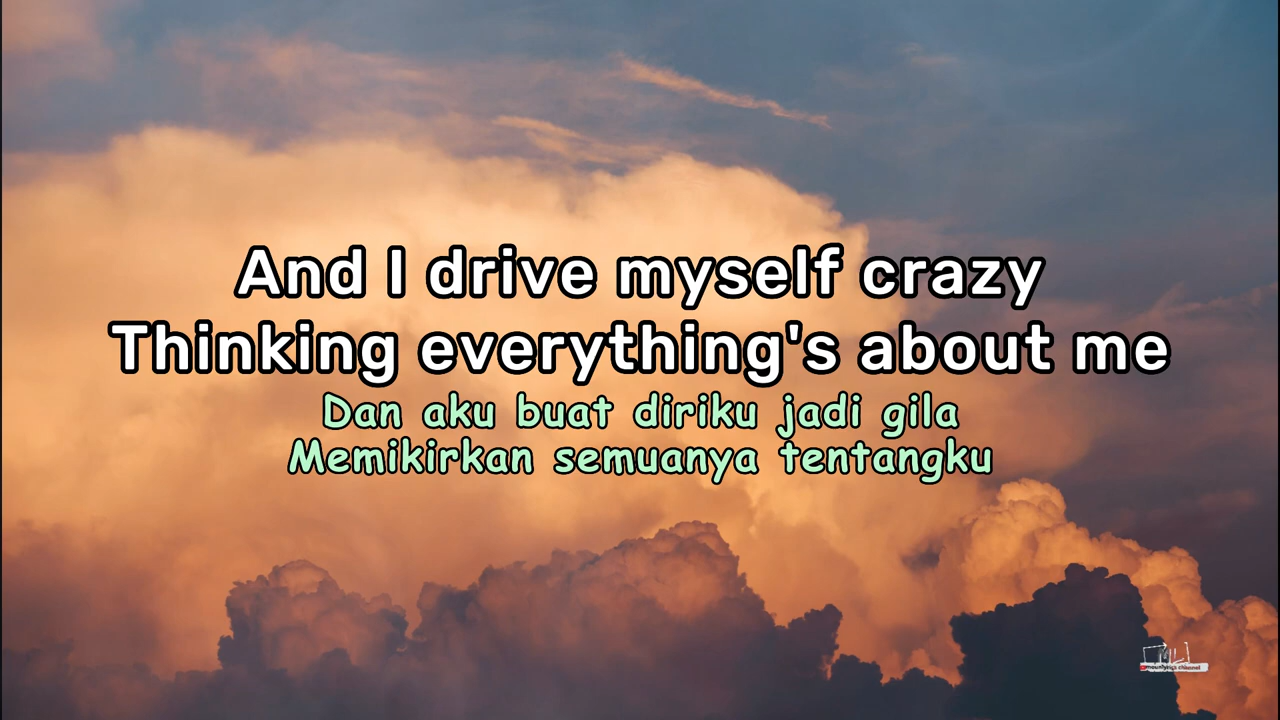 And I drive myself crazy
Thinking everything's about me
Dan aku buat diriku jadi gila
Memikirkan semuanya tentangku